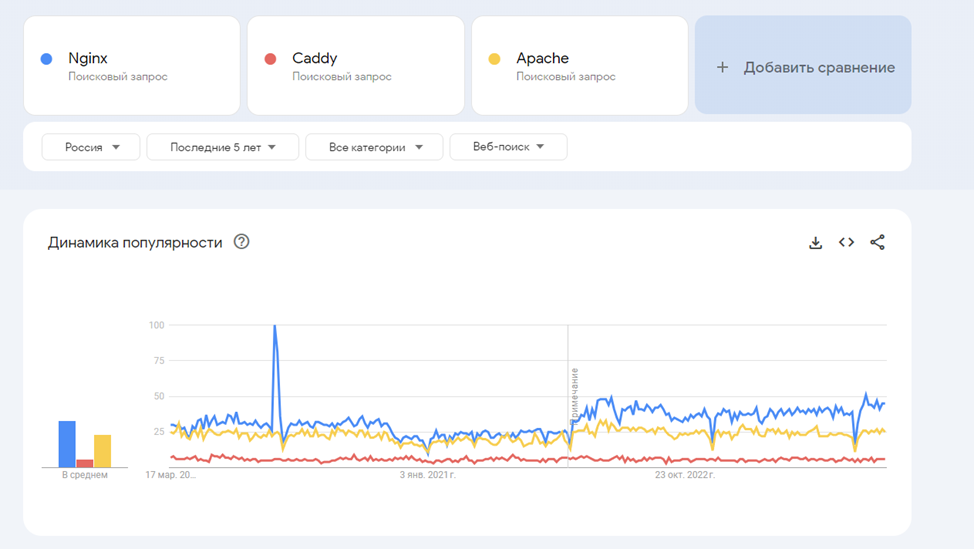 Nginx
Поисковый запрос
Caddy
Поисковый запрос
Apache
Поисковый запрос
+ Добавить сравнение
Россия
Последние 5 лет
Все категории
Веб-поиск
Динамика популярности
?
100
75
50
25
Примечание
В среднем
17 мар. 20...
3 янв. 2021 г.
23 окт. 2022 г.